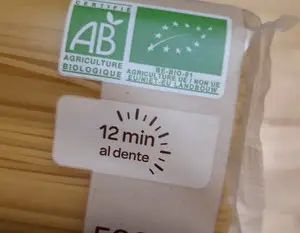 CERTIFIÉ
AB
AGRICULTURE
BIOLOGIQUE
BE-BIO-01
AGRICULTURE UE / NON UE
EU/NIET-EU LANDBOUW
12 min
al dente